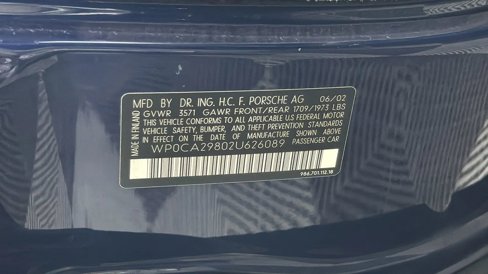 MFD BY DR. ING. H.C. F. PORSCHE AG 06/02
GVWR 3571 GAWR FRONT/REAR 1709/1973 LBS
THIS VEHICLE CONFORMS TO ALL APPLICABLE U.S. FEDERAL MOTOR
VEHICLE SAFETY, BUMPER, AND THEFT PREVENTION STANDARDS
IN EFFECT ON THE DATE OF MANUFACTURE SHOWN ABOVE
WP0CA29802U626089 PASSENGER CAR
986.701.112.18
MADE IN FINLAND